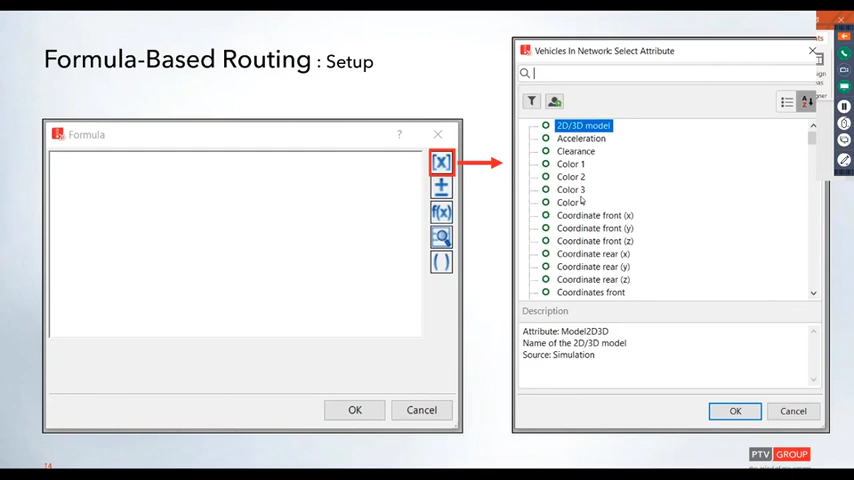 Formula-Based Routing : Setup
Formula
?
[x]
±
f(x)
( )
OK
Cancel
Vehicles In Network: Select Attribute
2D/3D model
Acceleration
Clearance
Color 1
Color 2
Color 3
Color 4
Coordinate front (x)
Coordinate front (y)
Coordinate front (z)
Coordinate rear (x)
Coordinate rear (y)
Coordinate rear (z)
Coordinates front
Description
Attribute: Model2D3D
Name of the 2D/3D model
Source: Simulation
OK
Cancel
14
PTV GROUP